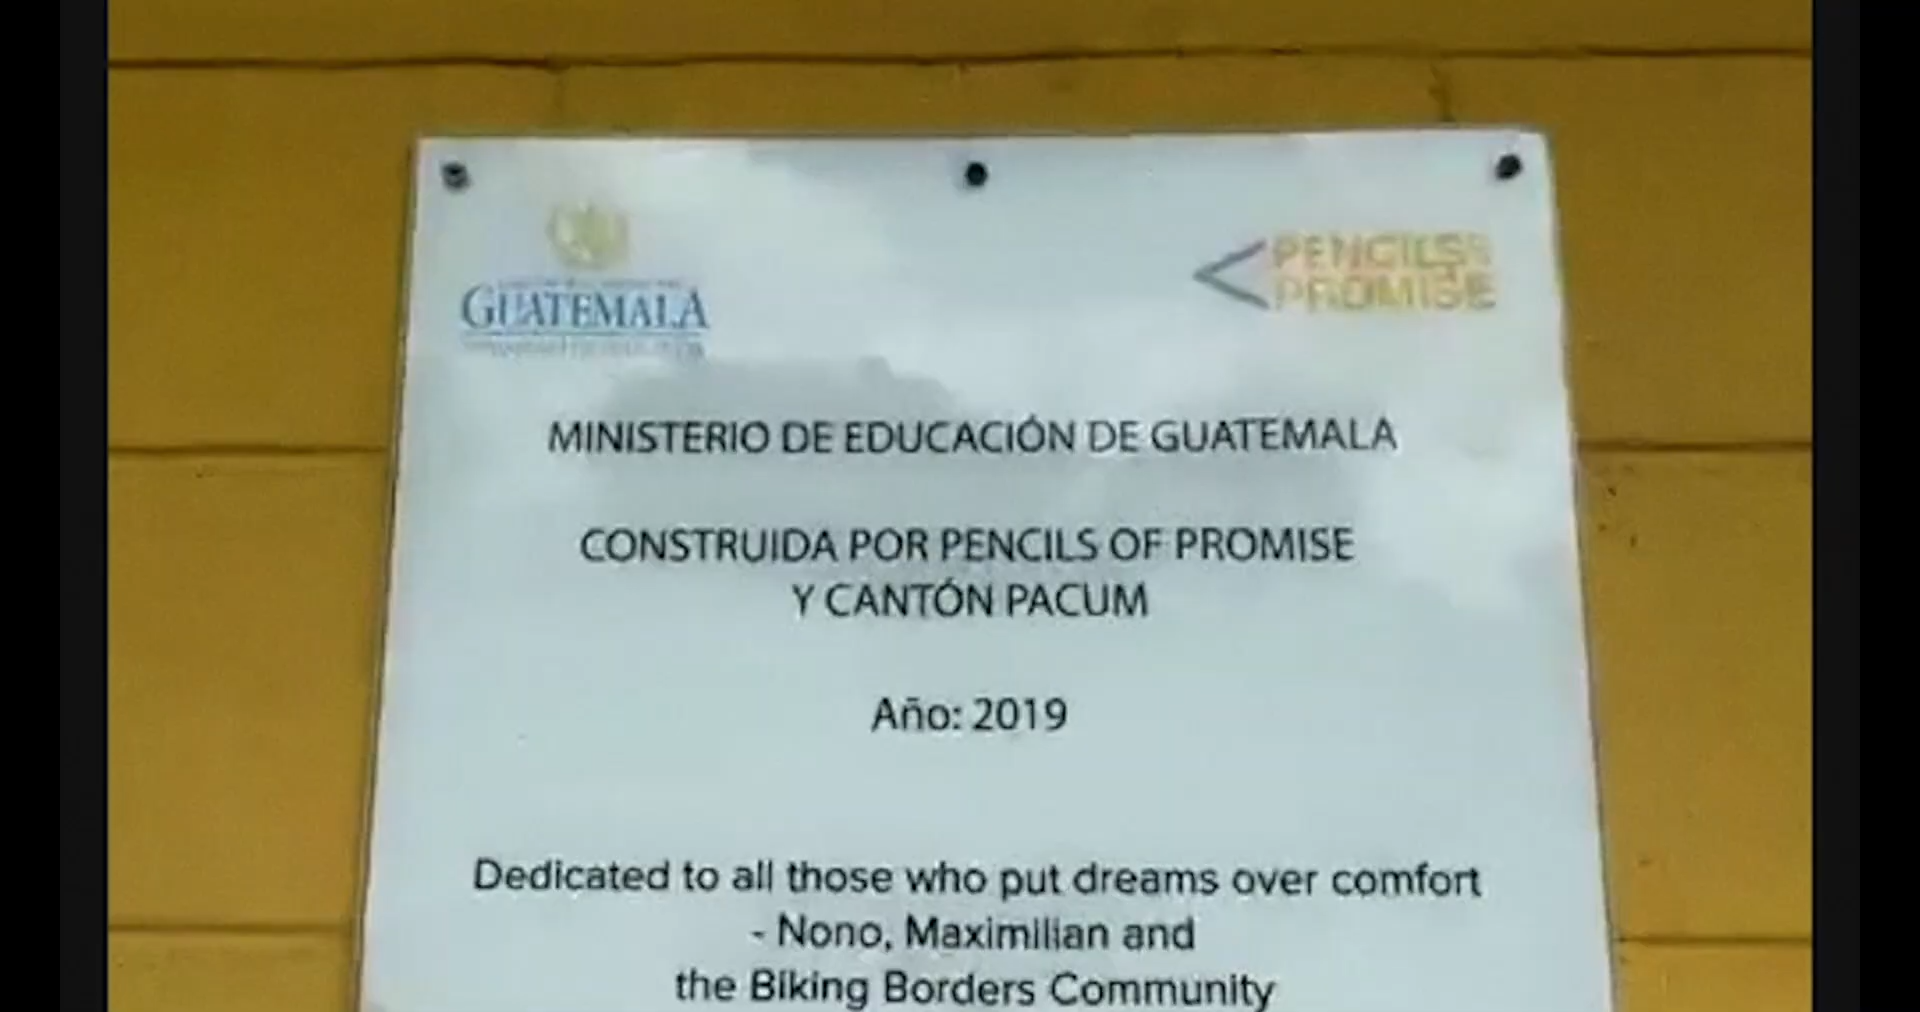 GUATEMALA
PENCILS
PROMISE
MINISTERIO DE EDUCACIÓN DE GUATEMALA
CONSTRUIDA POR PENCILS OF PROMISE
Y CANTÓN PACUM
Año: 2019
Dedicated to all those who put dreams over comfort
- Nono, Maximilian and
the Biking Borders Community